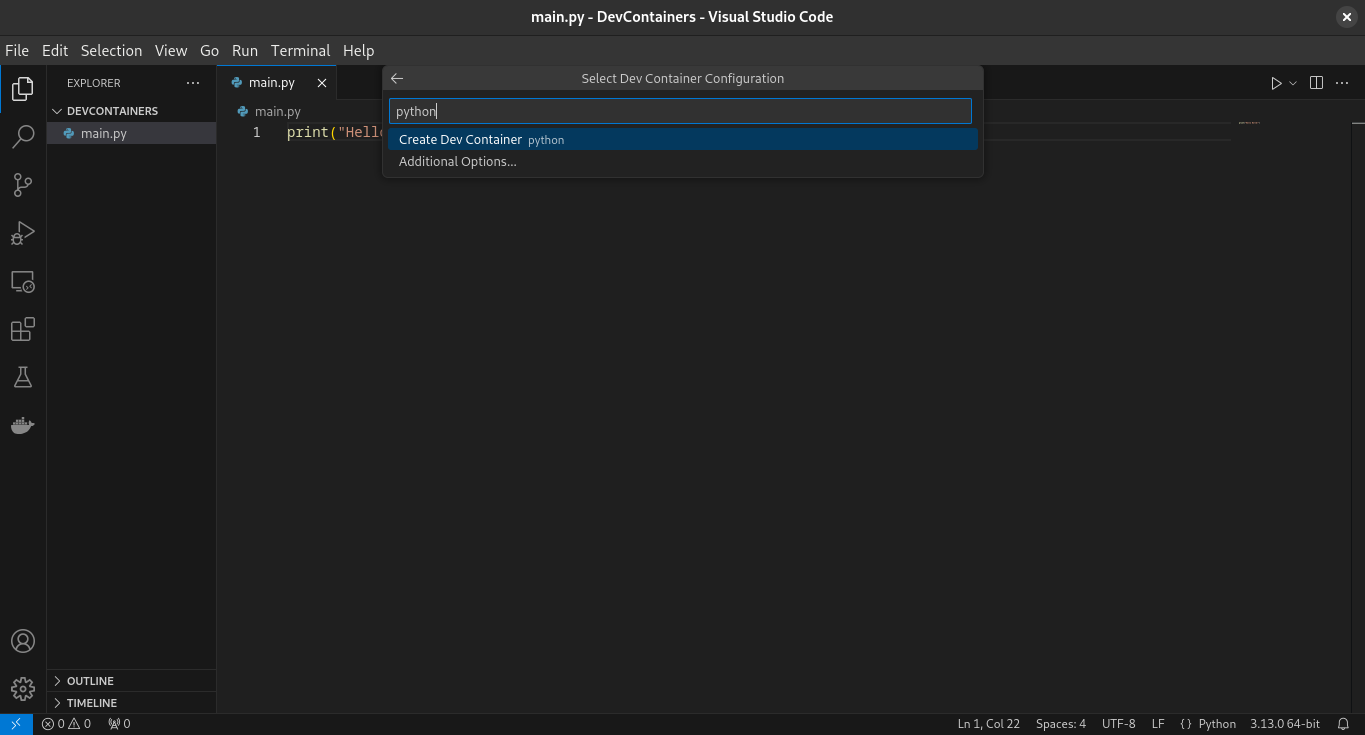 main.py - DevContainers - Visual Studio Code
File Edit Selection View Go Run Terminal Help
EXPLORER
main.py
Select Dev Container Configuration
DEVCONTAINERS
main.py
python
main.py
1 print("Hello
Create Dev Container python
Additional Options...
OUTLINE
TIMELINE
0 0 0
Ln 1, Col 22 Spaces: 4 UTF-8 LF {} Python 3.13.0 64-bit